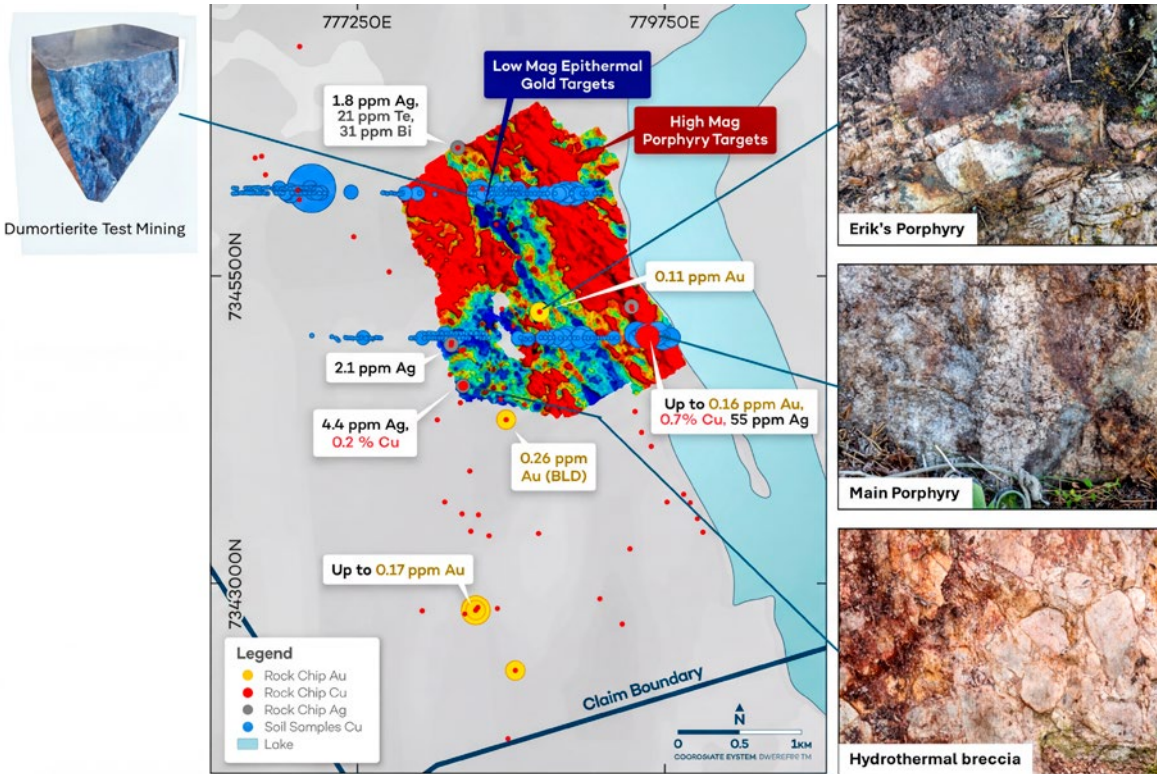 777250E
779750E
Low Mag Epithermal
Gold Targets
1.8 ppm Ag,
21 ppm Te,
31 ppm Bi
High Mag
Porphyry Targets
Dumortierite Test Mining
Erik's Porphyry
7345500N
0.11 ppm Au
2.1 ppm Ag
4.4 ppm Ag,
0.2 % Cu
Up to 0.16 ppm Au,
0.7% Cu, 55 ppm Ag
0.26 ppm
Au (BLD)
Main Porphyry
7343000N
Up to 0.17 ppm Au
Legend
Rock Chip Au
Rock Chip Cu
Rock Chip Ag
Soil Samples Cu
Lake
Claim Boundary
N
0 0.5 1KM
SYSTEM:
Hydrothermal breccia